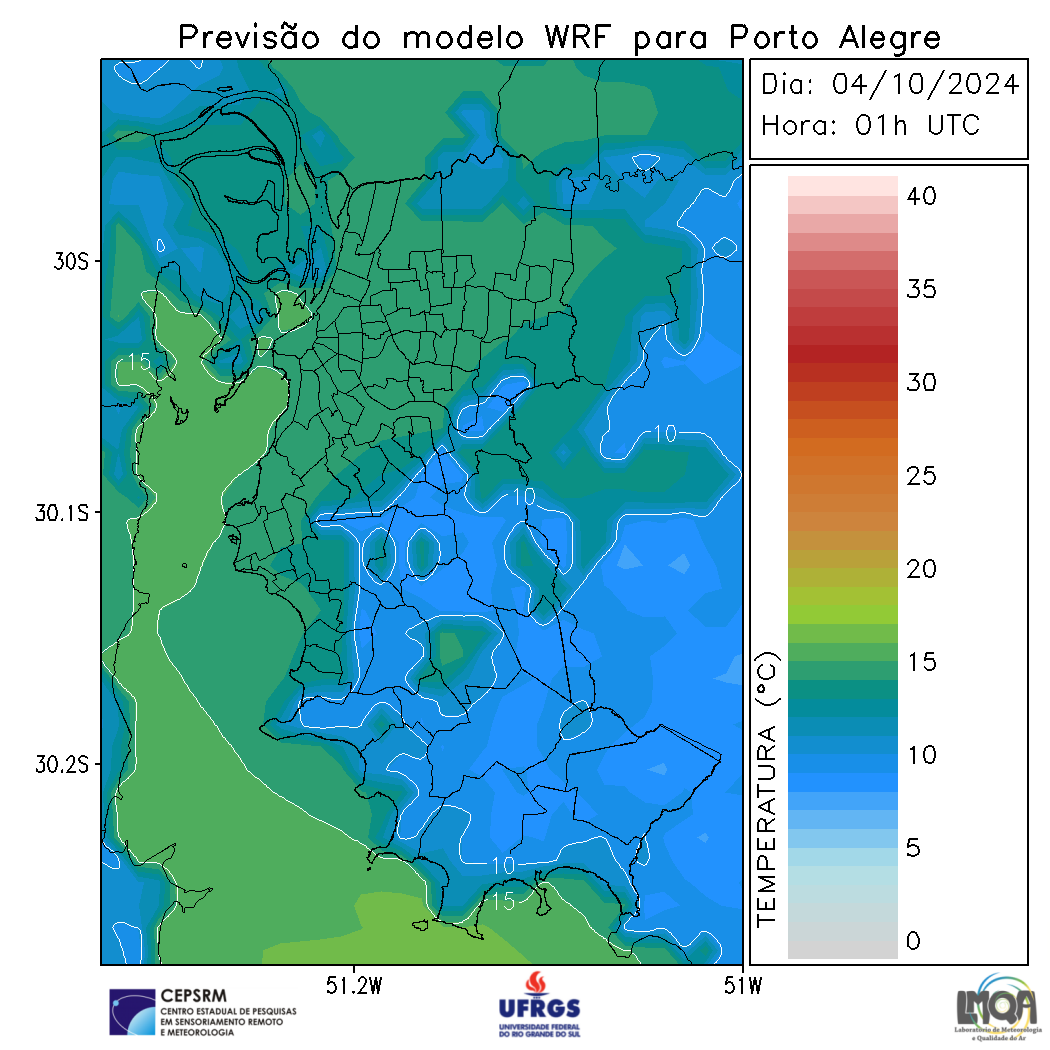 Previsão do modelo WRF para Porto Alegre
Dia: 04/10/2024
Hora: 01h UTC
40
35
30
25
20
15
10
5
0
TEMPERATURA (°C)
30S
30.1S
30.2S
51.2W
51W
15
10
10
10
15
CEPSRM
CENTRO ESTADUAL DE PESQUISAS
EM SENSORIAMENTO REMOTO
E METEOROLOGIA
UFRGS
UNIVERSIDADE FEDERAL
DO RIO GRANDE DO SUL
LMQA
Laboratório de Meteorologia
e Qualidade do Ar